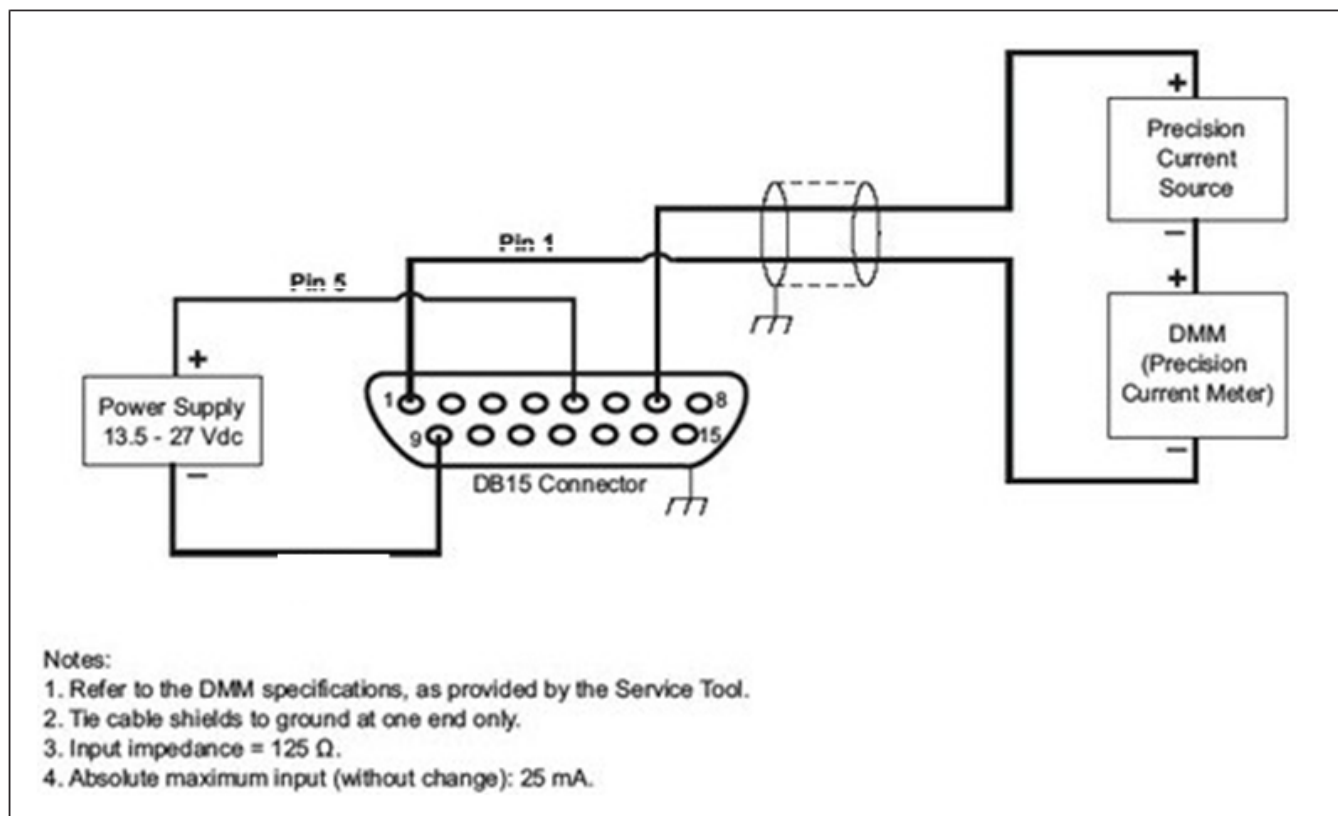 +
Precision
Current
Source
−
Pin 1
+
Pin 5
DMM
(Precision
Current Meter)
−
+
Power Supply
13.5 - 27 Vdc
−
1
8
9
15
DB15 Connector
Notes:
1. Refer to the DMM specifications, as provided by the Service Tool.
2. Tie cable shields to ground at one end only.
3. Input impedance = 125 Ω.
4. Absolute maximum input (without change): 25 mA.